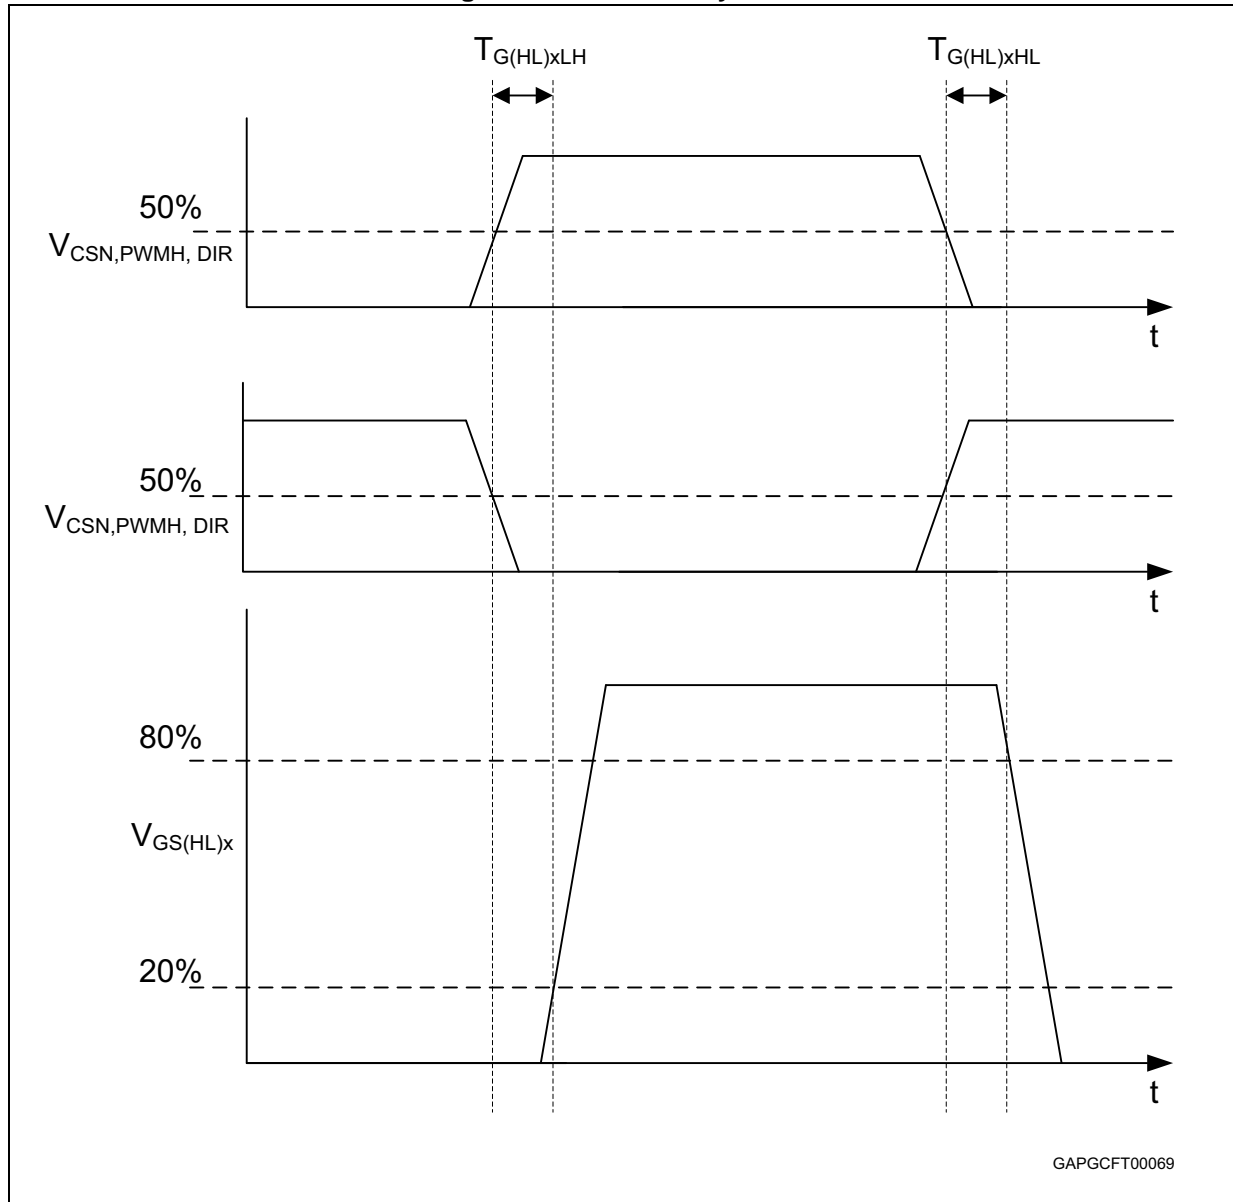 T_G(HL)xLH T_G(HL)xHL
50%
V_CSN,PWMH, DIR
t
50%
V_CSN,PWMH, DIR
t
80%
V_GS(HL)x
20%
t
GAPGCFT00069